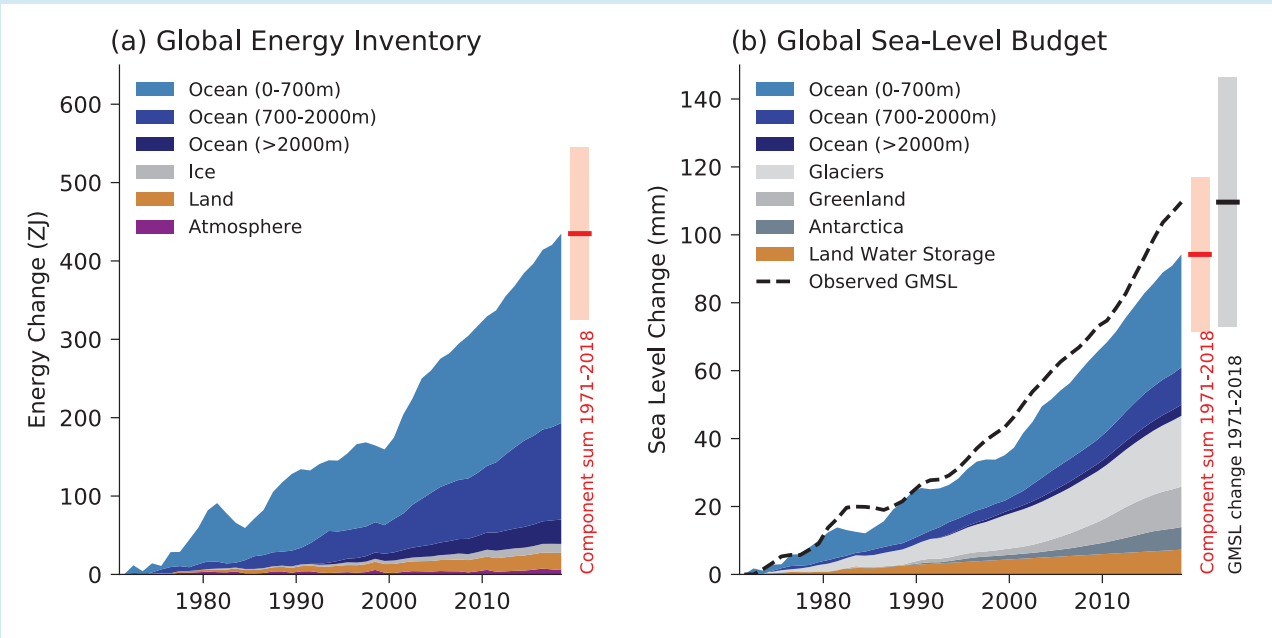 (a) Global Energy Inventory
Energy Change (ZJ)
600
500
400
300
200
100
0
Ocean (0-700m)
Ocean (700-2000m)
Ocean (>2000m)
Ice
Land
Atmosphere
1980
1990
2000
2010
Component sum 1971-2018
(b) Global Sea-Level Budget
Sea Level Change (mm)
140
120
100
80
60
40
20
0
Ocean (0-700m)
Ocean (700-2000m)
Ocean (>2000m)
Glaciers
Greenland
Antarctica
Land Water Storage
Observed GMSL
1980
1990
2000
2010
Component sum 1971-2018
GMSL change 1971-2018